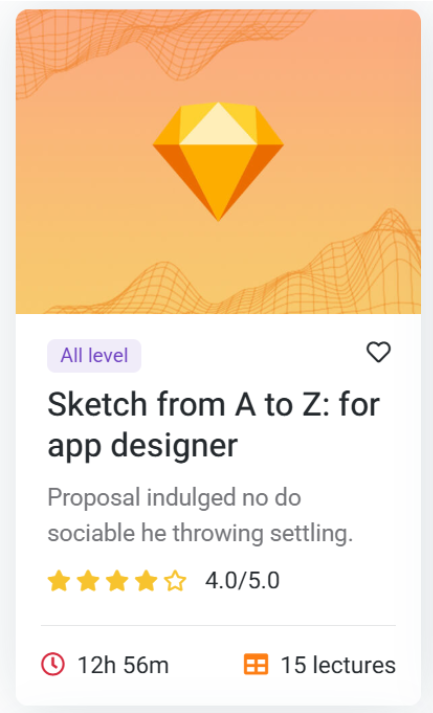 All level
Sketch from A to Z: for
app designer
Proposal indulged no do
sociable he throwing settling.
4.0/5.0
12h 56m
15 lectures